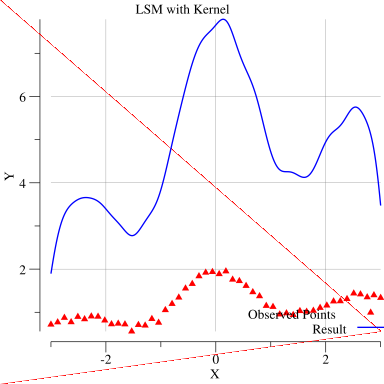 LSM with Kernel
6
Y
4
2
Observed Points
Result
-2
0
2
X